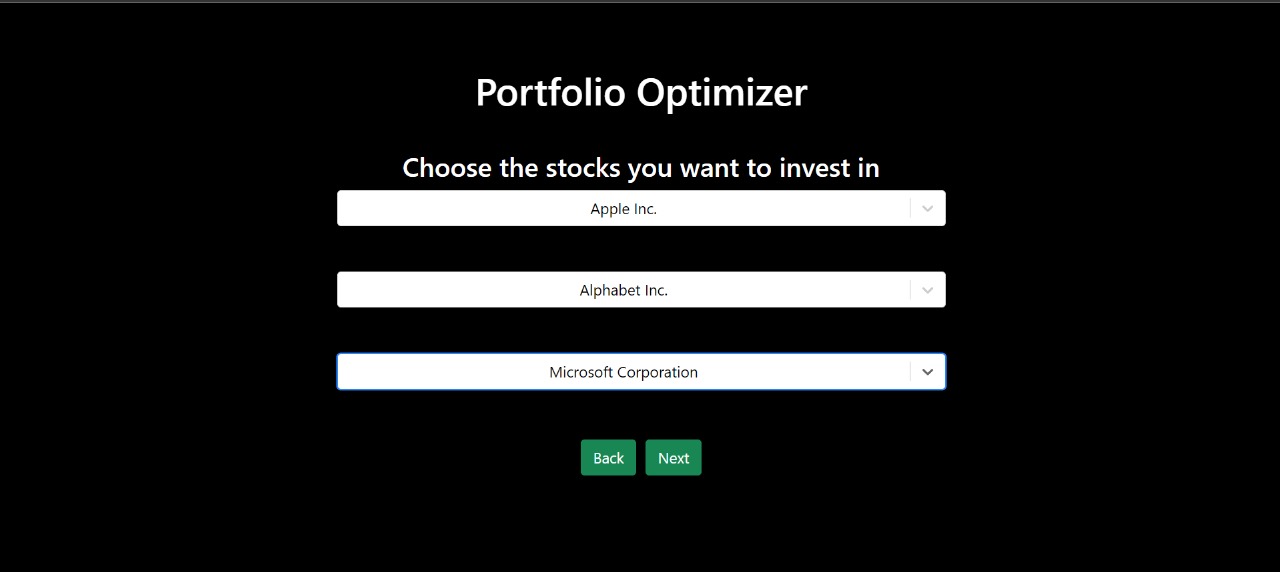 Portfolio Optimizer
Choose the stocks you want to invest in
Apple Inc.
Alphabet Inc.
Microsoft Corporation
Back Next